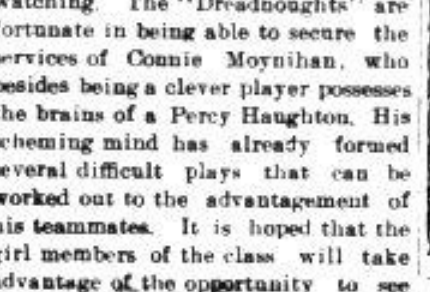 watching. The "Dreadnoughts" are
fortunate in being able to secure the
services of Connie Moynihan, who
besides being a clever player possesses
the brains of a Percy Haughton. His
scheming mind has already formed
several difficult plays that can be
worked out to the advantagement of
his teammates. It is hoped that the
girl members of the class will take
advantage of the opportunity to see